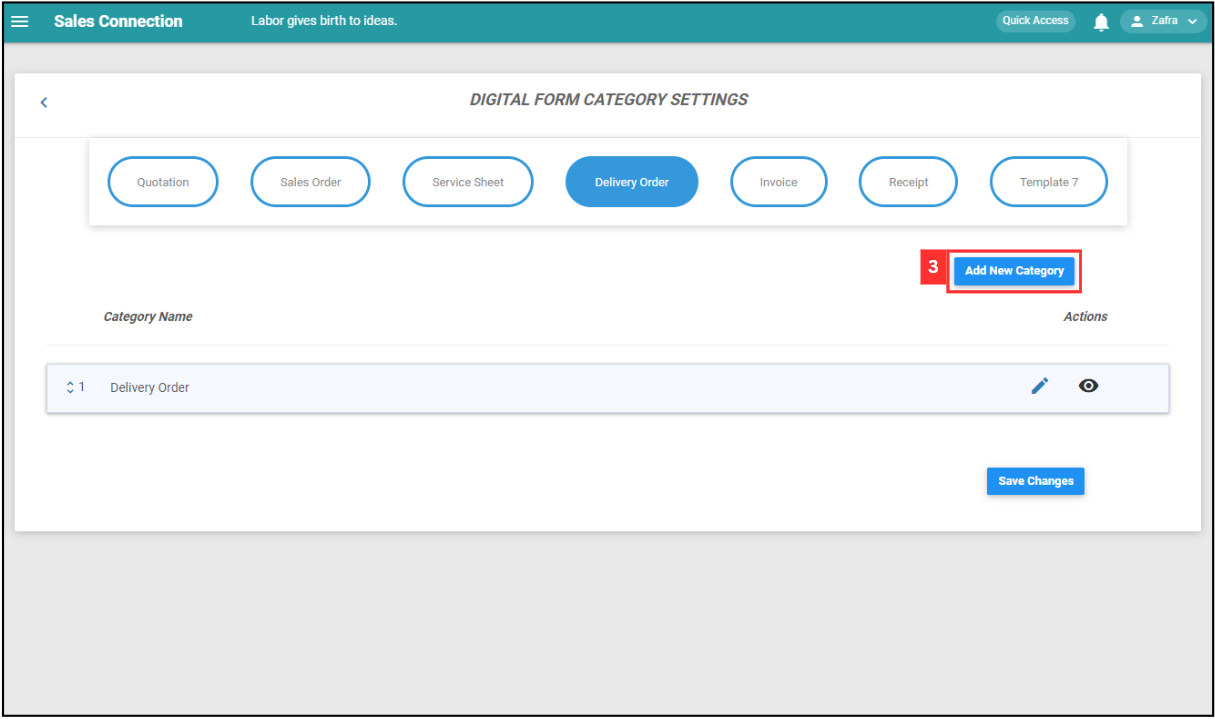 Sales Connection Labor gives birth to ideas. Quick Access Zafra
DIGITAL FORM CATEGORY SETTINGS
Quotation Sales Order Service Sheet Delivery Order Invoice Receipt Template 7
3 Add New Category
Category Name Actions
1 Delivery Order
Save Changes